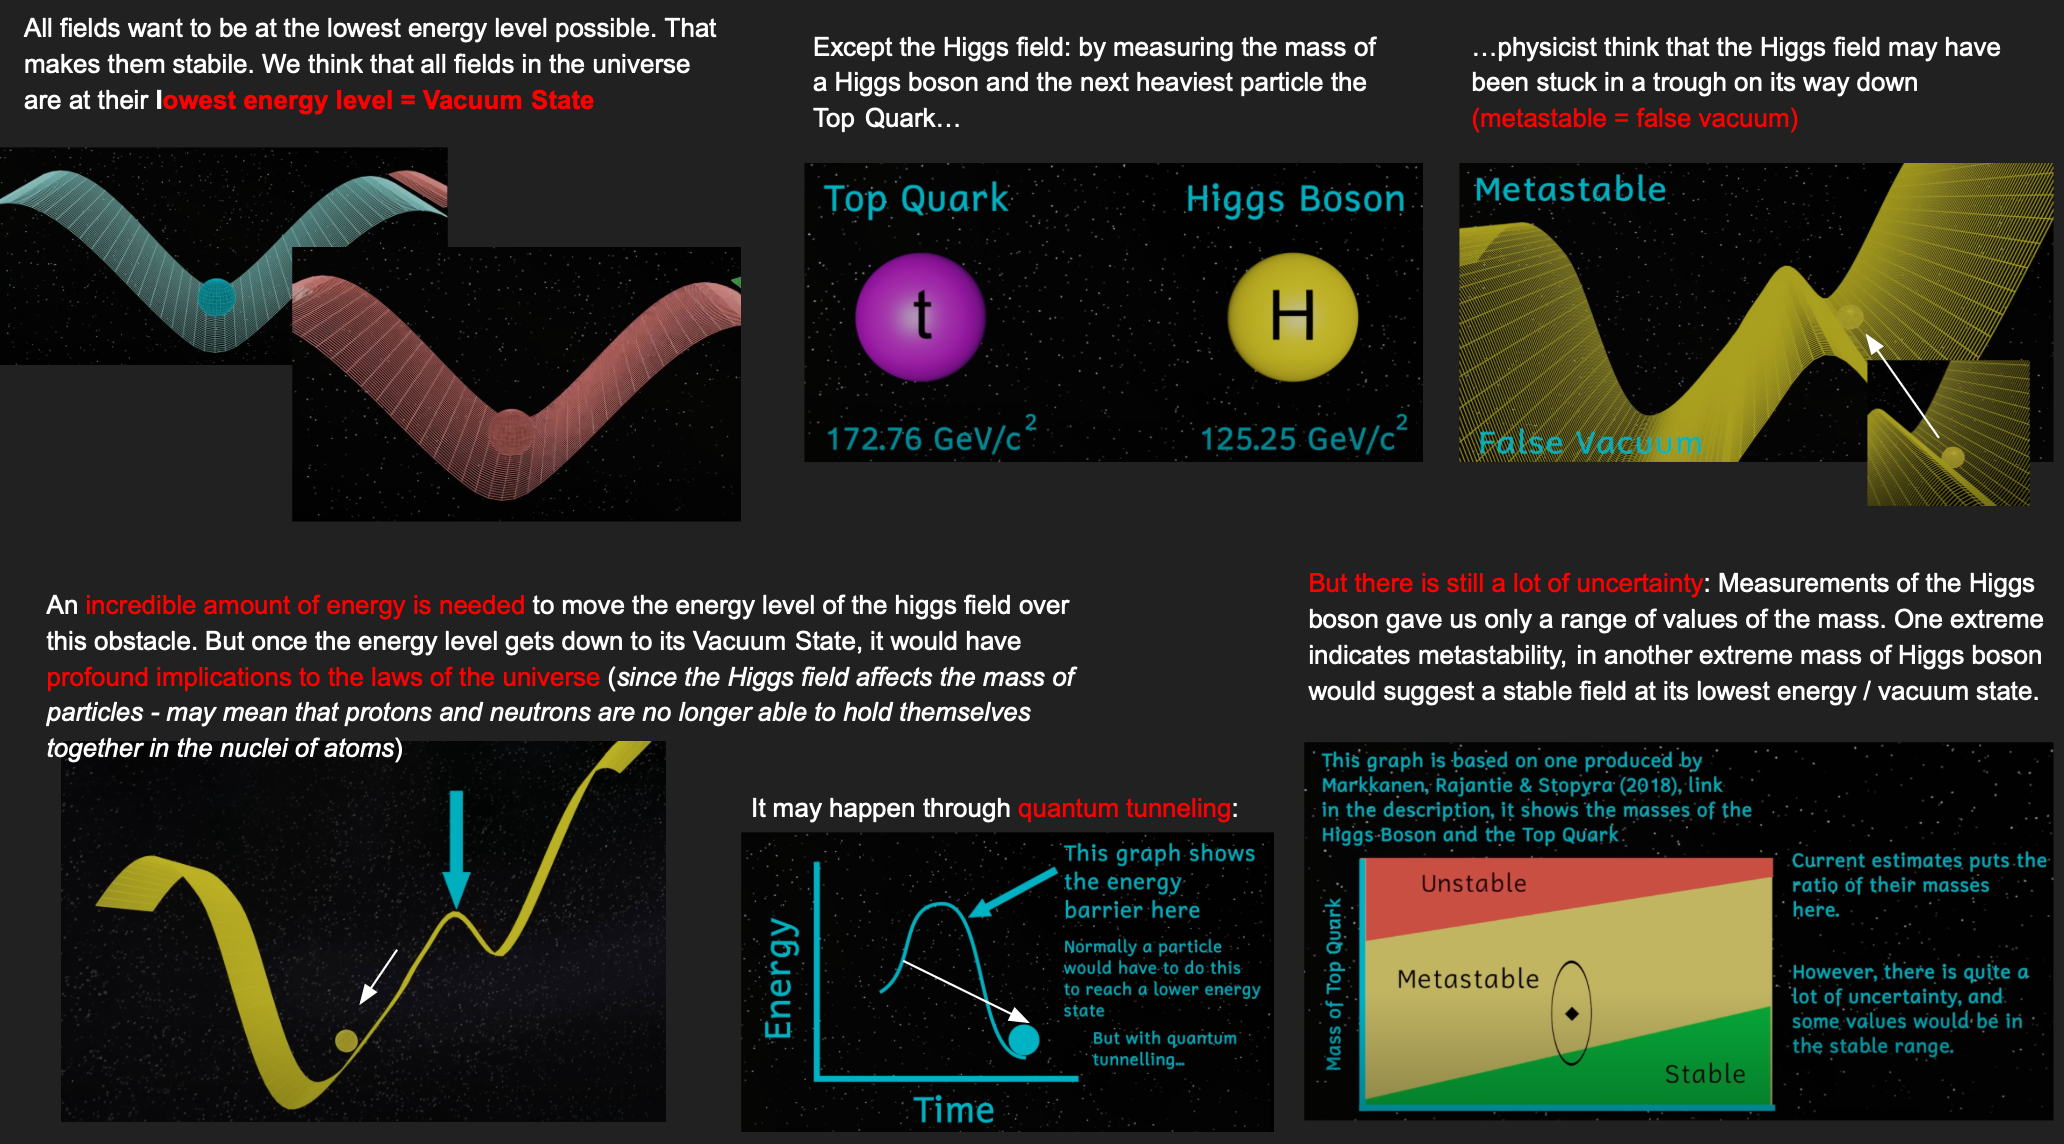 All fields want to be at the lowest energy level possible. That
makes them stabile. We think that all fields in the universe
are at their lowest energy level = Vacuum State
Except the Higgs field: by measuring the mass of
a Higgs boson and the next heaviest particle the
Top Quark…
Top Quark
Higgs Boson
t
H
172.76 GeV/c²
125.25 GeV/c²
…physicist think that the Higgs field may have
been stuck in a trough on its way down
(metastable = false vacuum)
Metastable
False Vacuum
An incredible amount of energy is needed to move the energy level of the higgs field over
this obstacle. But once the energy level gets down to its Vacuum State, it would have
profound implications to the laws of the universe (since the Higgs field affects the mass of
particles - may mean that protons and neutrons are no longer able to hold themselves
together in the nuclei of atoms)
It may happen through quantum tunneling:
Energy
Time
This graph shows
the energy
barrier here
Normally a particle
would have to do this
to reach a lower energy
state
But with quantum
tunnelling...
But there is still a lot of uncertainty: Measurements of the Higgs
boson gave us only a range of values of the mass. One extreme
indicates metastability, in another extreme mass of Higgs boson
would suggest a stable field at its lowest energy / vacuum state.
This graph is based on one produced by
Markkanen, Rajantie & Stopyra (2018), link
in the description, it shows the masses of the
Higgs Boson and the Top Quark.
Mass of Top Quark
Unstable
Metastable
Stable
Current estimates puts the
ratio of their masses
here.
However, there is quite a
lot of uncertainty, and
some values would be in
the stable range.